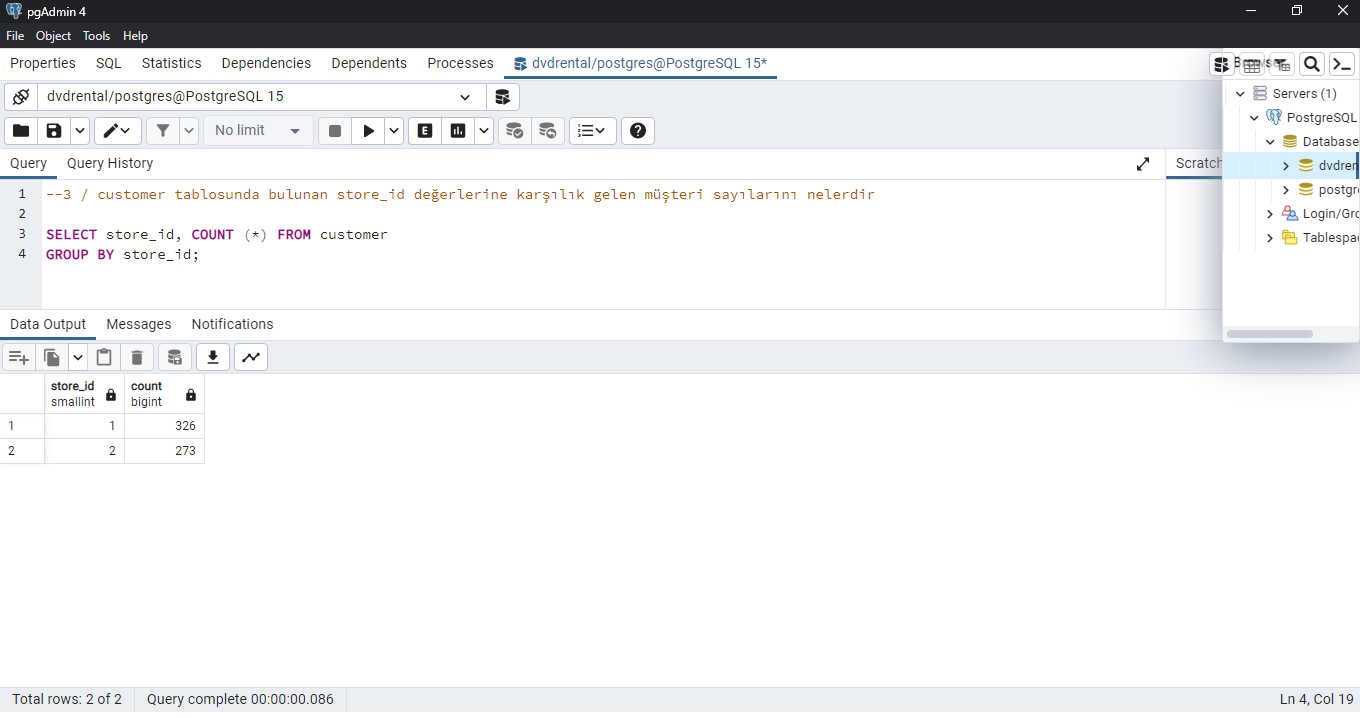 pgAdmin 4
File Object Tools Help
Properties SQL Statistics Dependencies Dependents Processes dvdrental/postgres@PostgreSQL 15*
dvdrental/postgres@PostgreSQL 15
No limit
Query Query History
Scratch
1 --3 / customer tablosunda bulunan store_id değerlerine karşılık gelen müşteri sayılarını nelerdir
2
3 SELECT store_id, COUNT (*) FROM customer
4 GROUP BY store_id;
Servers (1)
PostgreSQL
Database
dvdren
postgr
Login/Gro
Tablespa
Data Output Messages Notifications
store_id count
smallint bigint
1 1 326
2 2 273
Total rows: 2 of 2 Query complete 00:00:00.086 Ln 4, Col 19